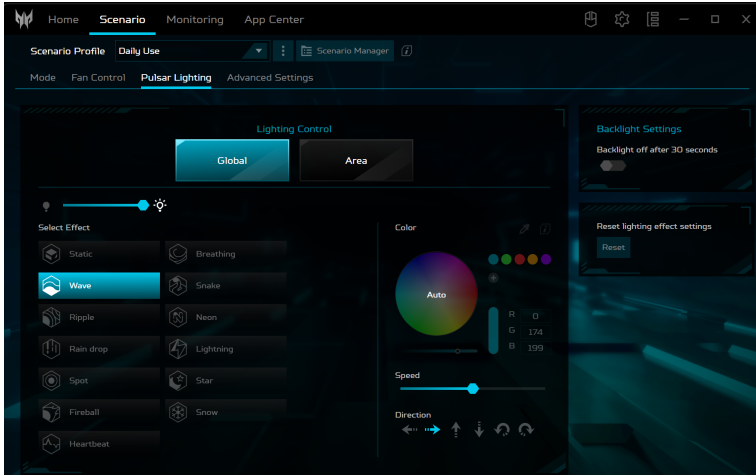 Home Scenario Monitoring App Center
Scenario Profile Daily Use Scenario Manager
Mode Fan Control Pulsar Lighting Advanced Settings
Lighting Control
Global Area
Select Effect
Static Breathing
Wave Snake
Ripple Neon
Rain drop Lightning
Spot Star
Fireball Snow
Heartbeat
Color
Auto
R 0
G 174
B 199
Speed
Direction
Backlight Settings
Backlight off after 30 seconds
Reset lighting effect settings
Reset